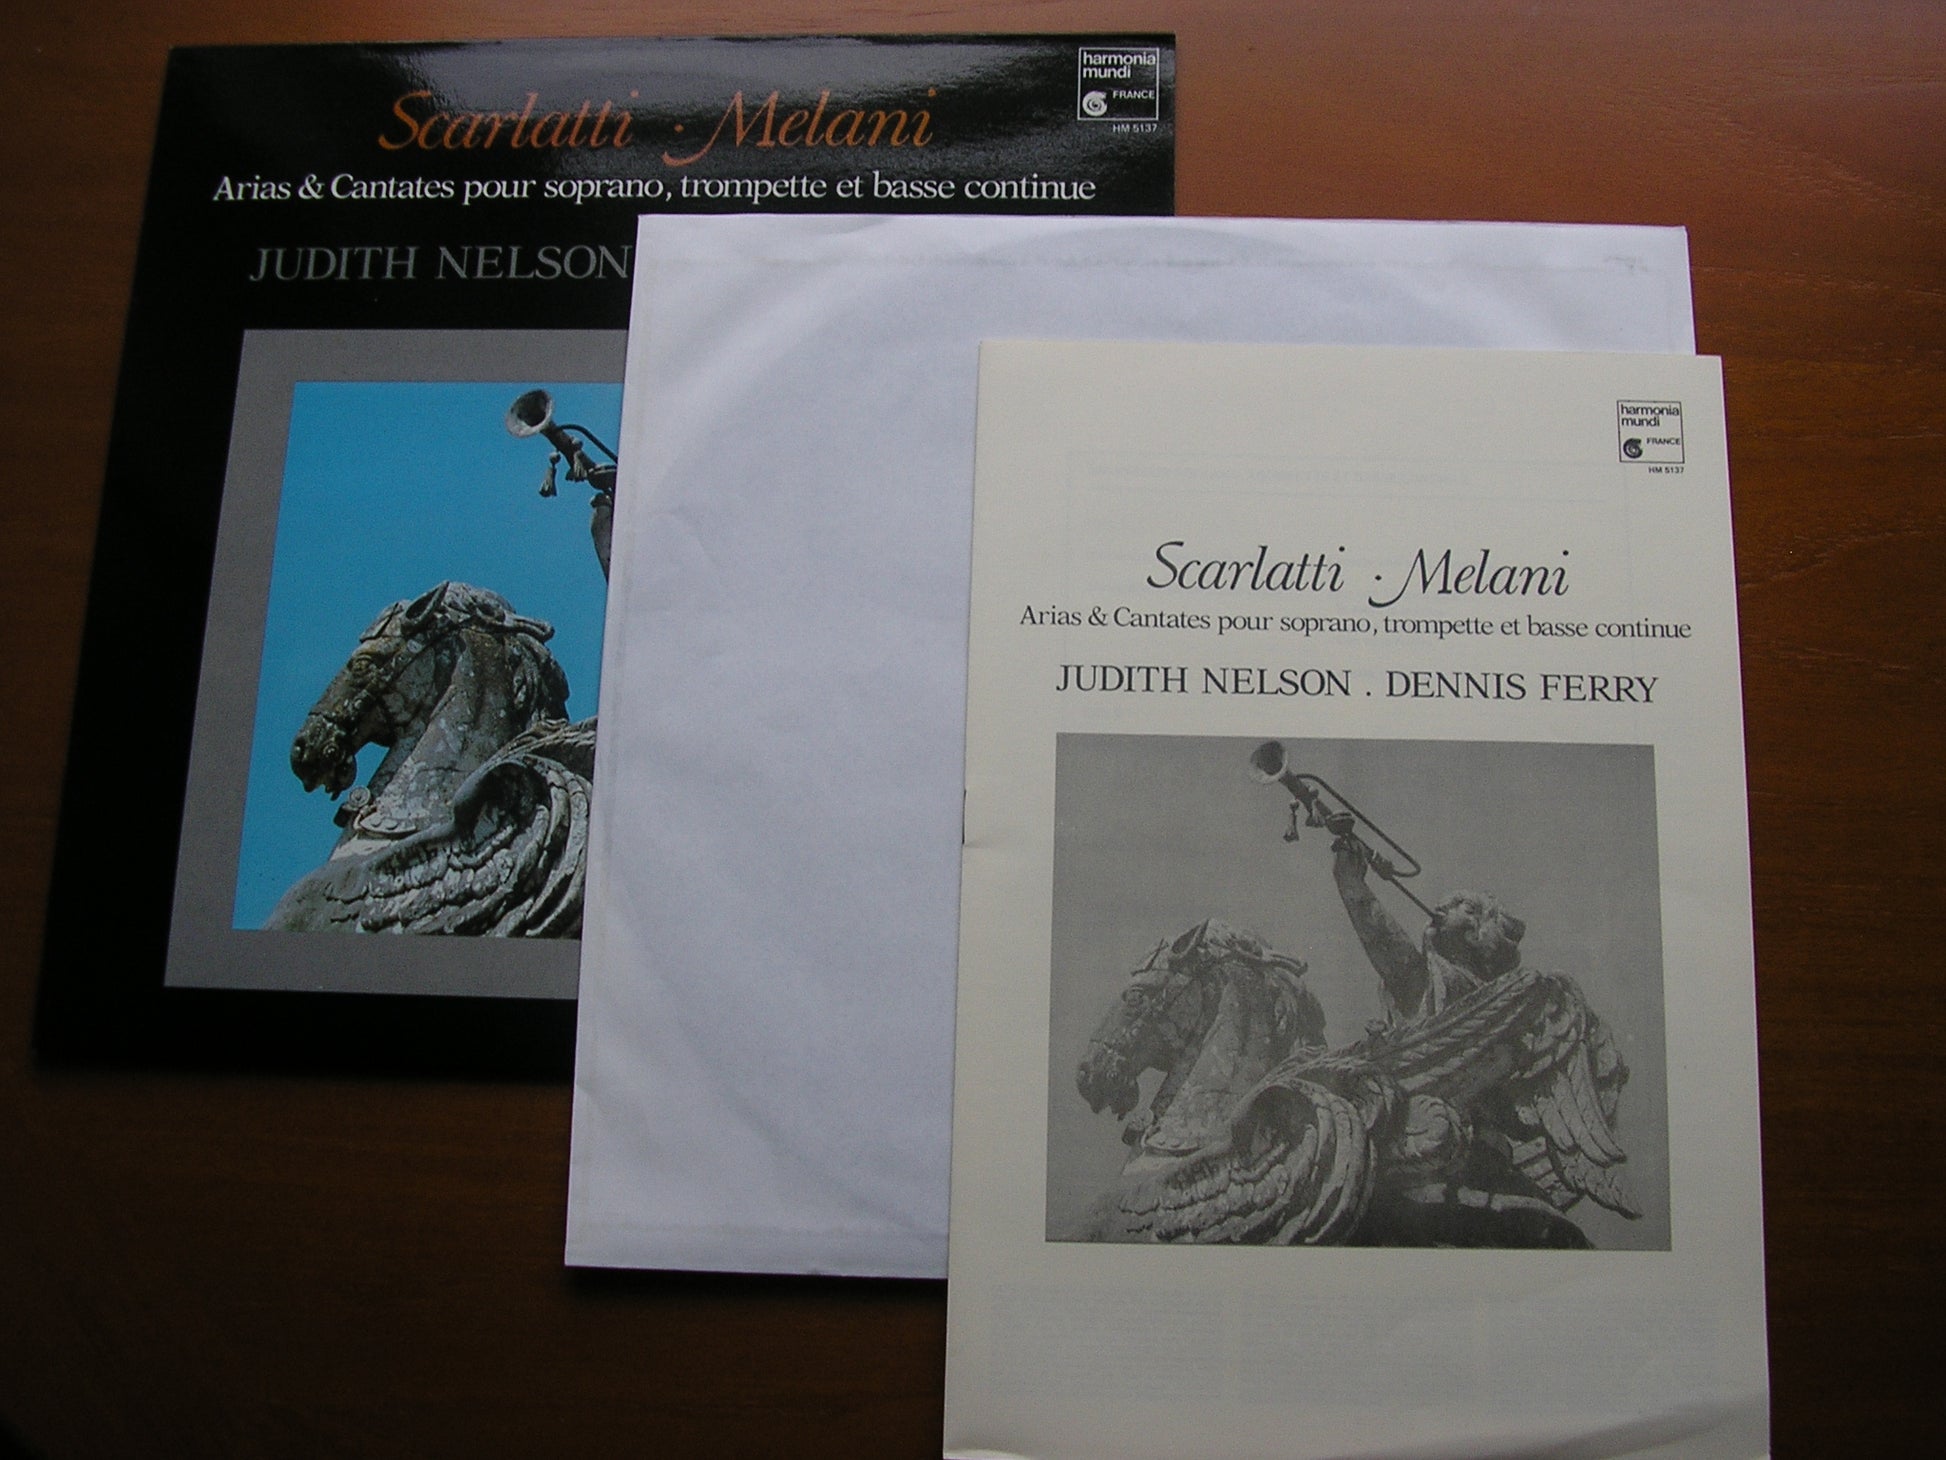 harmonia
mundi
FRANCE
HM 5137
Scarlatti · Melani
Arias & Cantates pour soprano, trompette et basse continue
JUDITH NELSON
harmonia
mundi
FRANCE
HM 5137
Scarlatti · Melani
Arias & Cantates pour soprano, trompette et basse continue
JUDITH NELSON . DENNIS FERRY